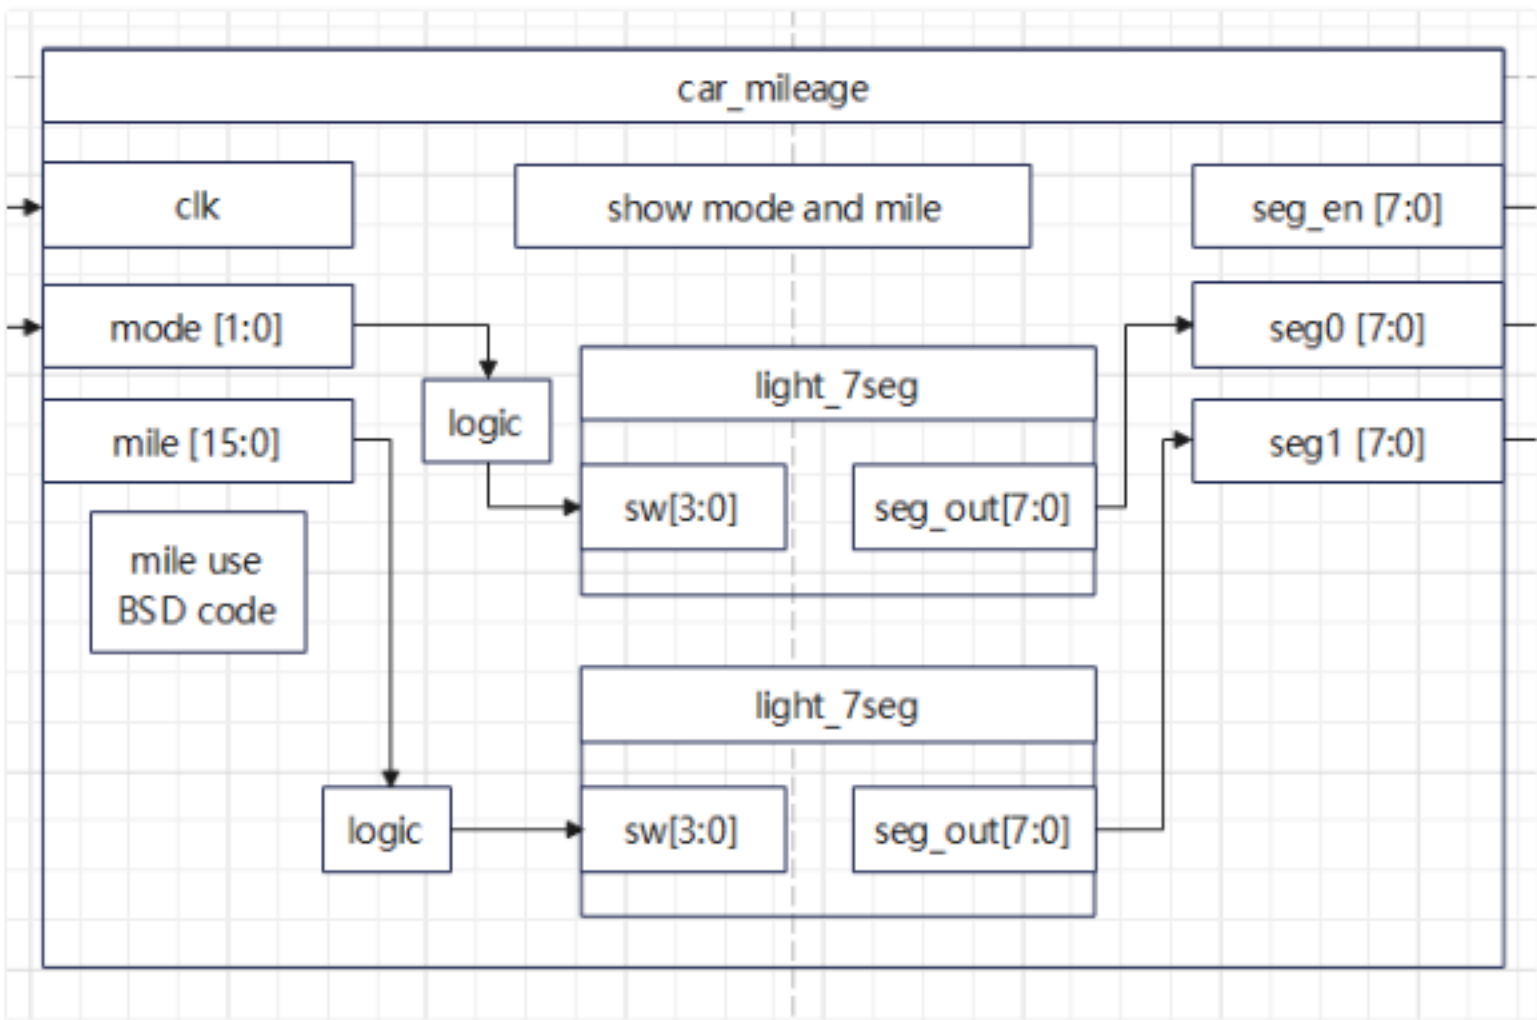 car_mileage
clk
show mode and mile
seg_en [7:0]
mode [1:0]
seg0 [7:0]
light_7seg
logic
mile [15:0]
seg1 [7:0]
sw[3:0]
seg_out[7:0]
mile use
BSD code
light_7seg
logic
sw[3:0]
seg_out[7:0]